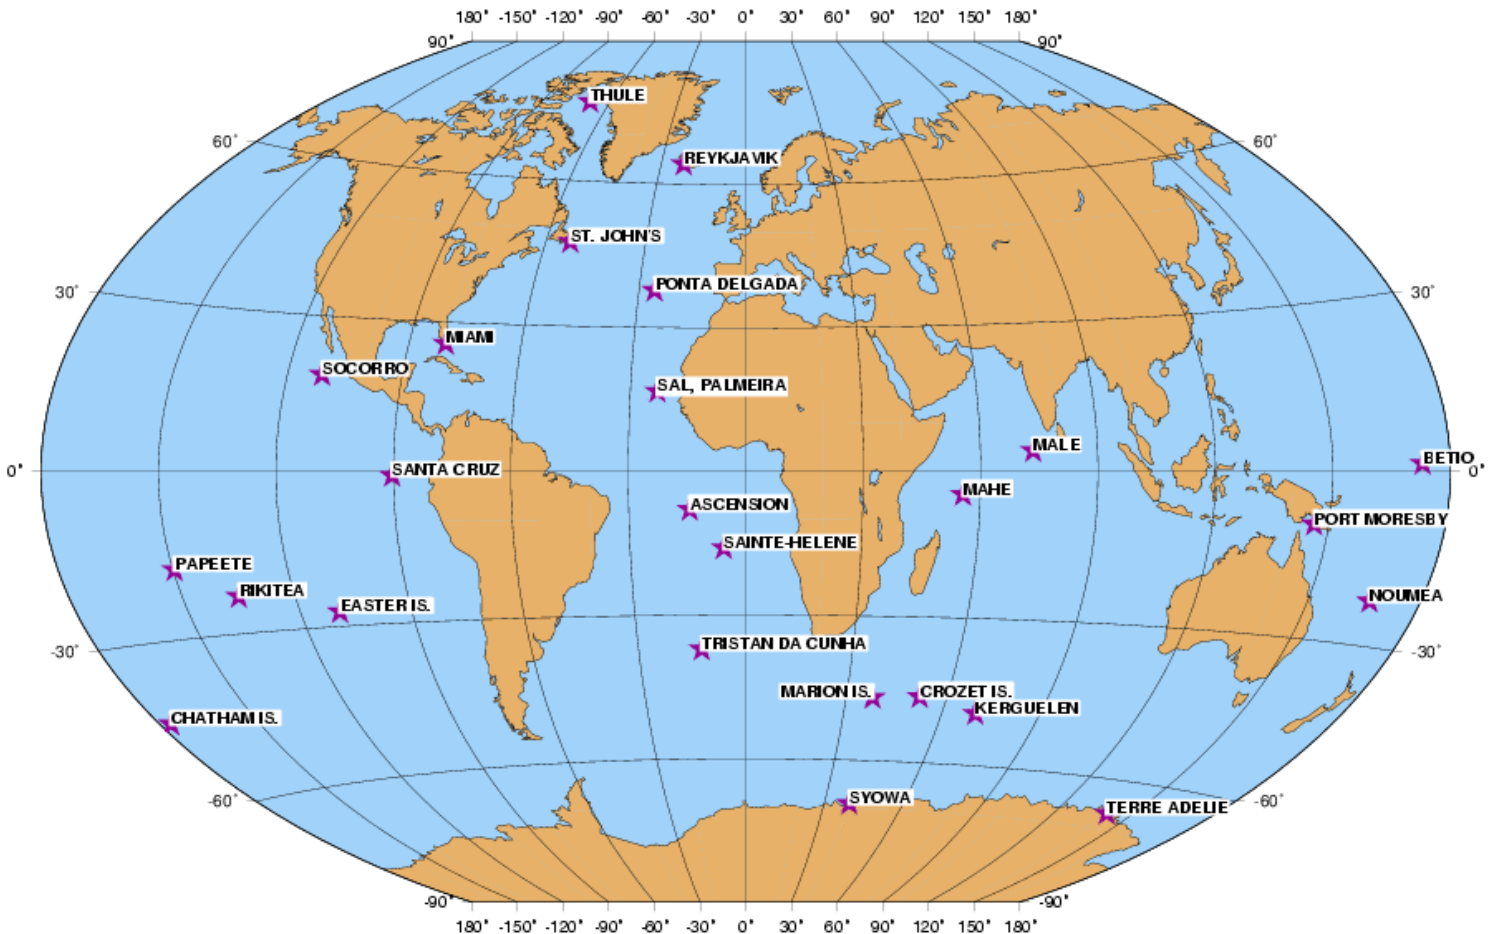 180° -150° -120° -90° -60° -30° 0° 30° 60° 90° 120° 150° 180°
90° 90°
THULE
60° 60°
REYKJAVIK
ST. JOHN'S
PONTA DELGADA
30° 30°
MIAMI
SOCORRO
SAL, PALMEIRA
MALE
BETIO
0° 0°
SANTA CRUZ
MAHE
ASCENSION
PORT MORESBY
SAINTE-HELENE
PAPEETE
RIKITEA
NOUMEA
EASTER IS.
TRISTAN DA CUNHA
-30° -30°
MARION IS. CROZET IS.
KERGUELEN
CHATHAM IS.
SYOWA
-60° -60°
TERRE ADELIE
-90° -90°
180° -150° -120° -90° -60° -30° 0° 30° 60° 90° 120° 150° 180°